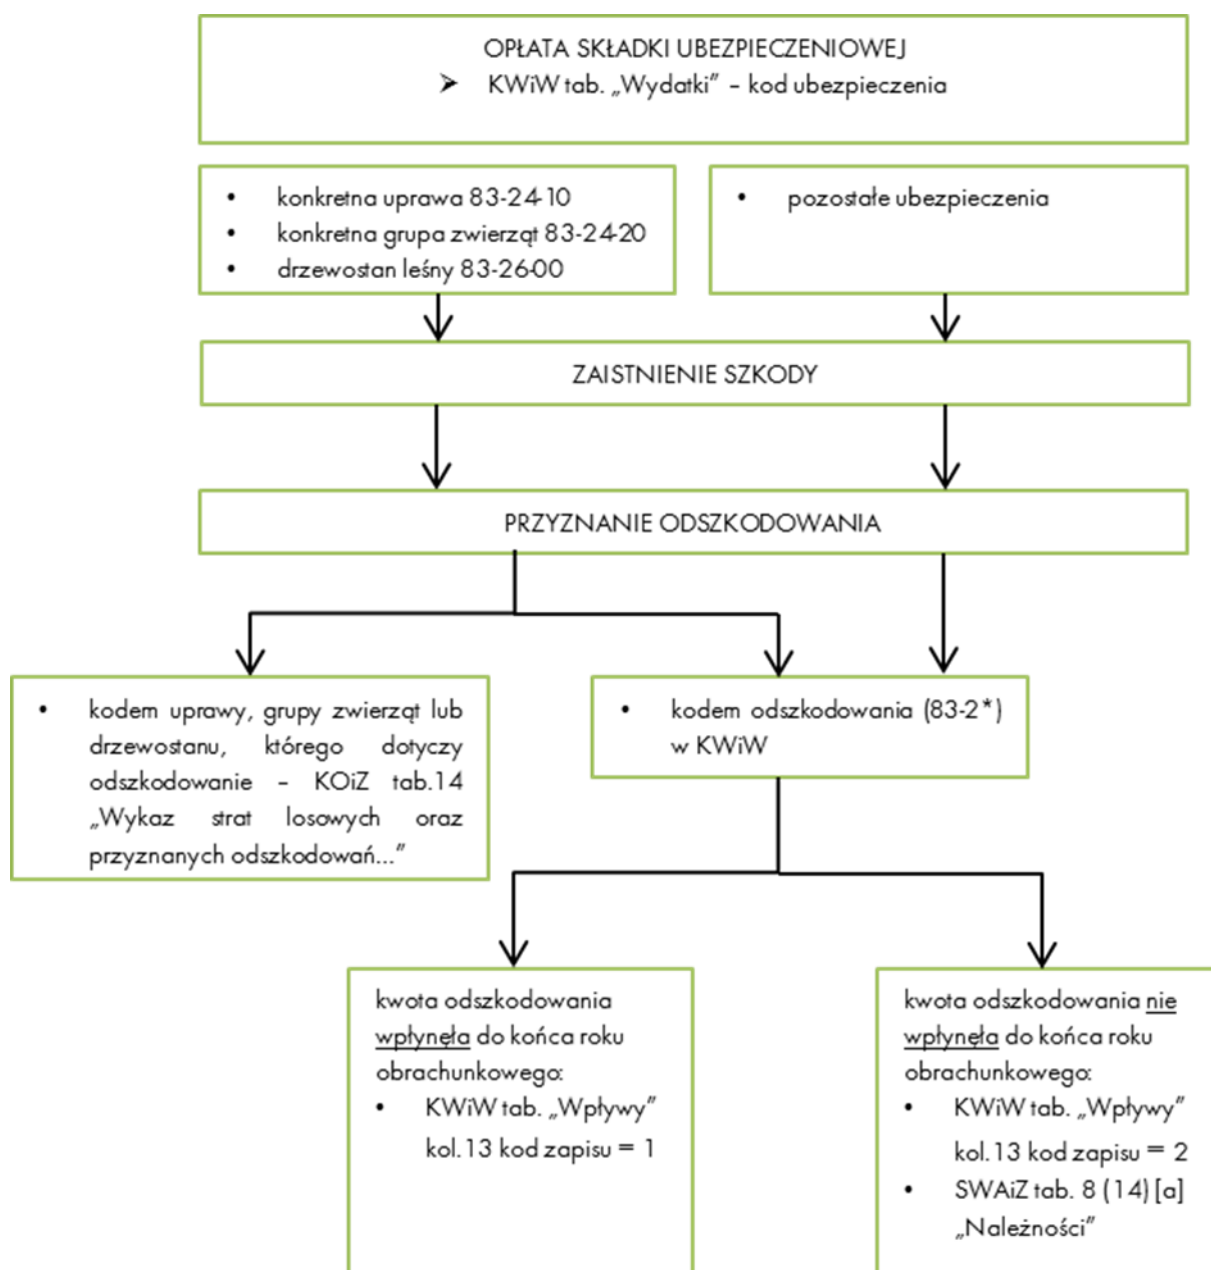 OPŁATA SKŁADKI UBEZPIECZENIOWEJ
➢ KWiW tab. „Wydatki” – kod ubezpieczenia
• konkretna uprawa 83-24-10
• konkretna grupa zwierząt 83-24-20
• drzewostan leśny 83-26-00
• pozostałe ubezpieczenia
ZAISTNIENIE SZKODY
PRZYZNANIE ODSZKODOWANIA
• kodem uprawy, grupy zwierząt lub
drzewostanu, którego dotyczy
odszkodowanie – KOiZ tab.14
„Wykaz strat losowych oraz
przyznanych odszkodowań...”
• kodem odszkodowania (83-2*)
w KWiW
kwota odszkodowania
wpłynęła do końca roku
obrachunkowego:
• KWiW tab. „Wpływy”
kol.13 kod zapisu = 1
kwota odszkodowania nie
wpłynęła do końca roku
obrachunkowego:
• KWiW tab. „Wpływy”
kol.13 kod zapisu = 2
• SWAiZ tab. 8 (14) [a]
„Należności”